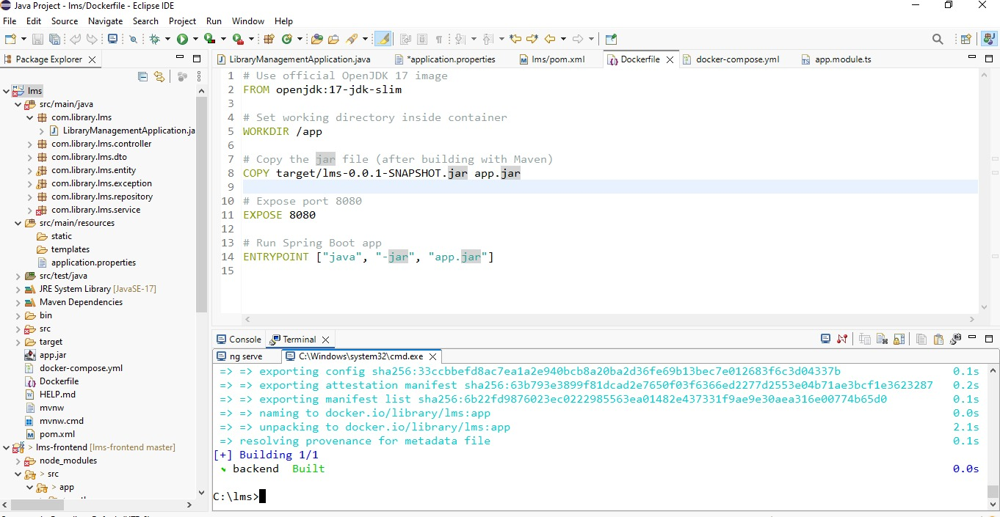 Java Project - lms/Dockerfile - Eclipse IDE
File Edit Source Refactor Navigate Search Project Run Window Help
Package Explorer
LibraryManagementApplication.java
*application.properties
lms/pom.xml
Dockerfile
docker-compose.yml
app.module.ts
lms
src/main/java
com.library.lms
LibraryManagementApplication.ja
com.library.lms.controller
com.library.lms.dto
com.library.lms.entity
com.library.lms.exception
com.library.lms.repository
com.library.lms.service
src/main/resources
static
templates
application.properties
src/test/java
JRE System Library [JavaSE-17]
Maven Dependencies
bin
src
target
app.jar
docker-compose.yml
Dockerfile
HELP.md
mvnw
mvnw.cmd
pom.xml
> lms-frontend [lms-frontend master]
node_modules
> src
> app
1 # Use official OpenJDK 17 image
2 FROM openjdk:17-jdk-slim
3
4 # Set working directory inside container
5 WORKDIR /app
6
7 # Copy the jar file (after building with Maven)
8 COPY target/lms-0.0.1-SNAPSHOT.jar app.jar
9
10 # Expose port 8080
11 EXPOSE 8080
12
13 # Run Spring Boot app
14 ENTRYPOINT ["java", "-jar", "app.jar"]
15
Console Terminal
ng serve C:\Windows\system32\cmd.exe
=> => exporting config sha256:33ccbbefd8ac7ea1a2e940bcb8a20ba2d36fe69b13bec7e012683f6c3d04337b 0.1s
=> => exporting attestation manifest sha256:63b793e3899f81dcad2e7650f03f6366ed2277d2553e04b71ae3bcf1e3623287 0.2s
=> => exporting manifest list sha256:6b22fd9876023ec0222985563ea01482e437331f9ae9e30aea316e00774b65d0 0.1s
=> => naming to docker.io/library/lms:app 0.0s
=> => unpacking to docker.io/library/lms:app 2.1s
=> resolving provenance for metadata file 0.1s
[+] Building 1/1
backend Built 0.0s
C:\lms>